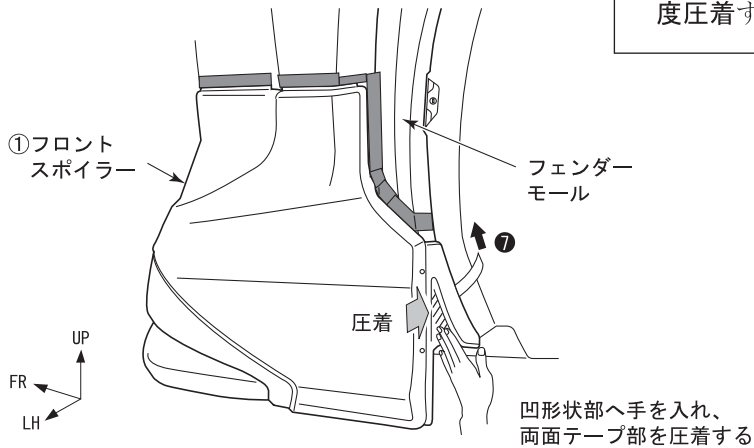 度圧着す
①フロント
スポイラー
フェンダー
モール
❼
圧着
UP
FR
LH
凹形状部へ手を入れ、
両面テープ部を圧着する